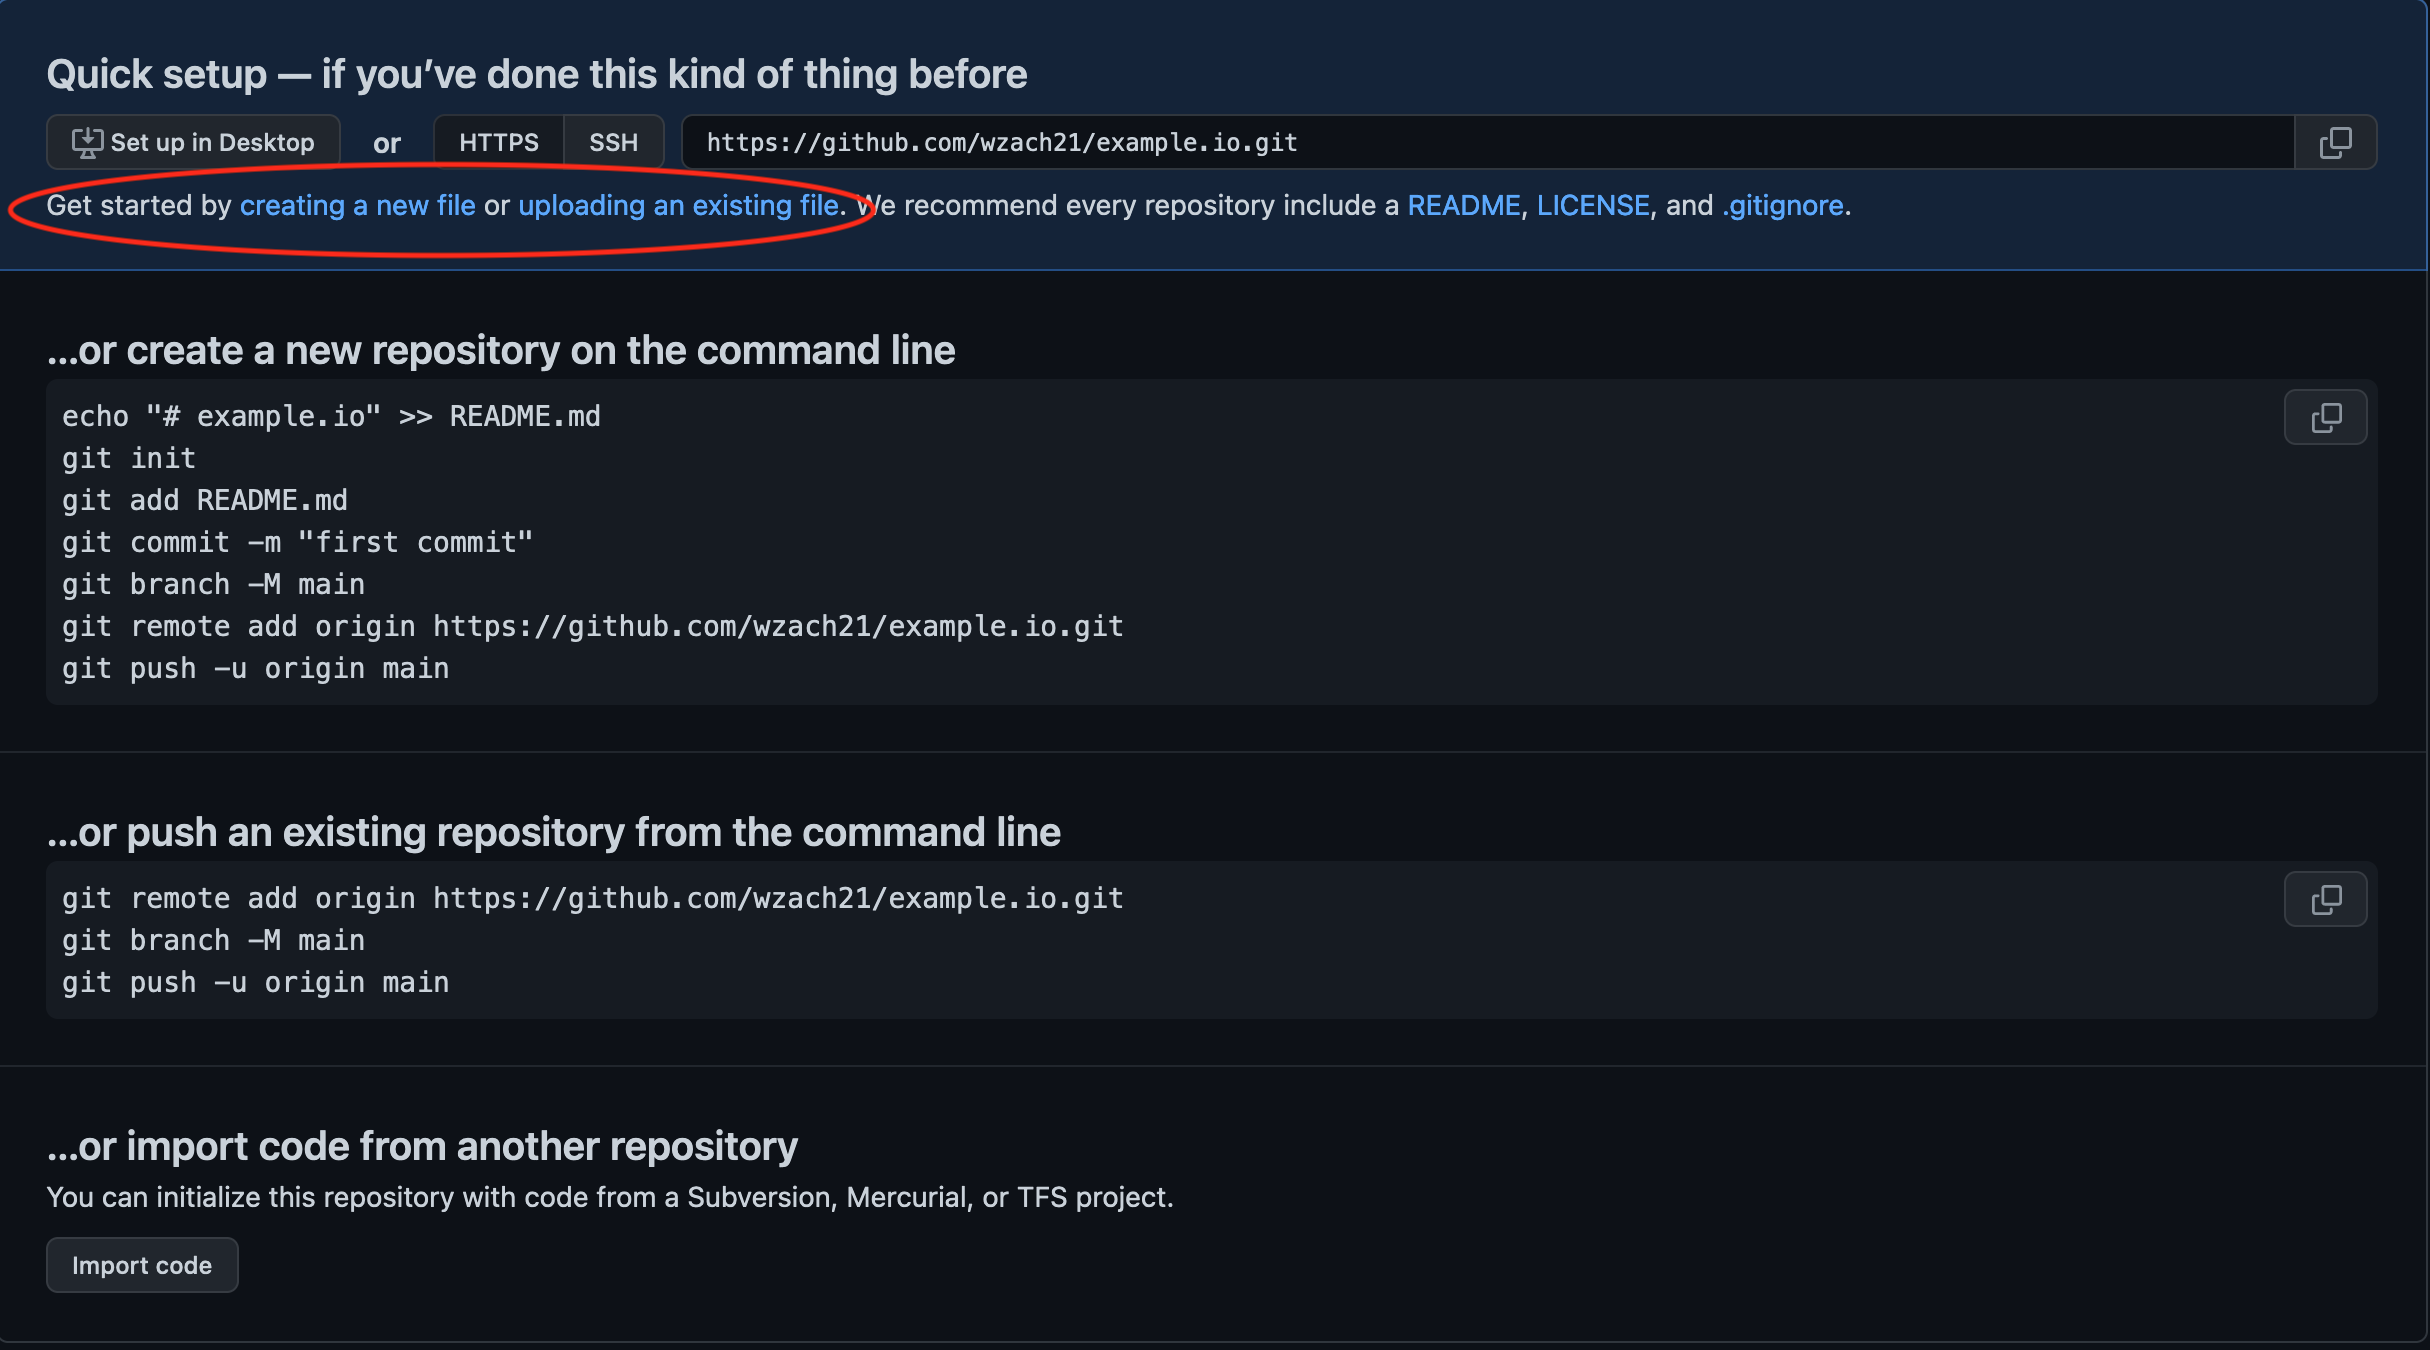 Quick setup — if you’ve done this kind of thing before
Set up in Desktop or HTTPS SSH https://github.com/wzach21/example.io.git
Get started by creating a new file or uploading an existing file. We recommend every repository include a README, LICENSE, and .gitignore.
…or create a new repository on the command line
echo "# example.io" >> README.md
git init
git add README.md
git commit -m "first commit"
git branch -M main
git remote add origin https://github.com/wzach21/example.io.git
git push -u origin main
…or push an existing repository from the command line
git remote add origin https://github.com/wzach21/example.io.git
git branch -M main
git push -u origin main
…or import code from another repository
You can initialize this repository with code from a Subversion, Mercurial, or TFS project.
Import code